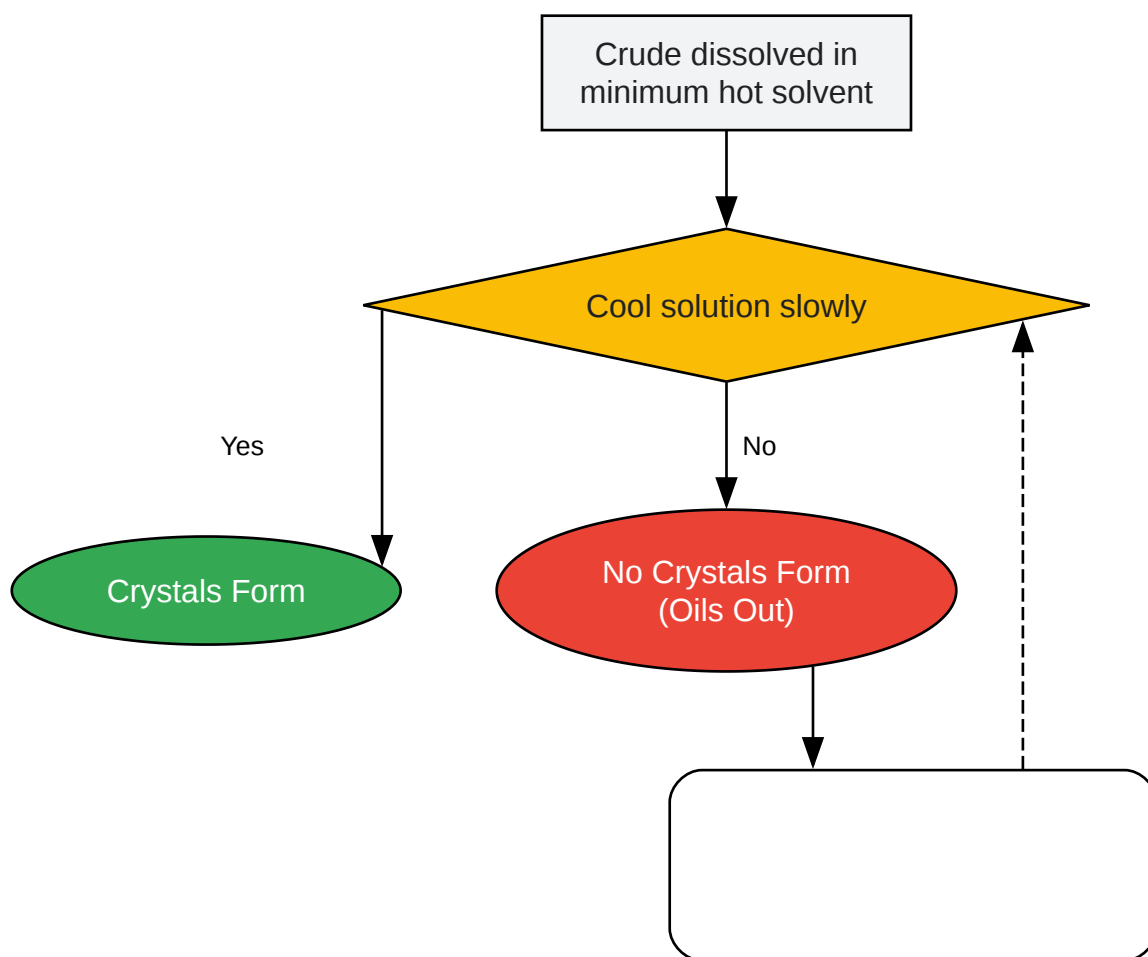 Crude dissolved in
minimum hot solvent
Cool solution slowly
Yes
No
Crystals Form
No Crystals Form
(Oils Out)